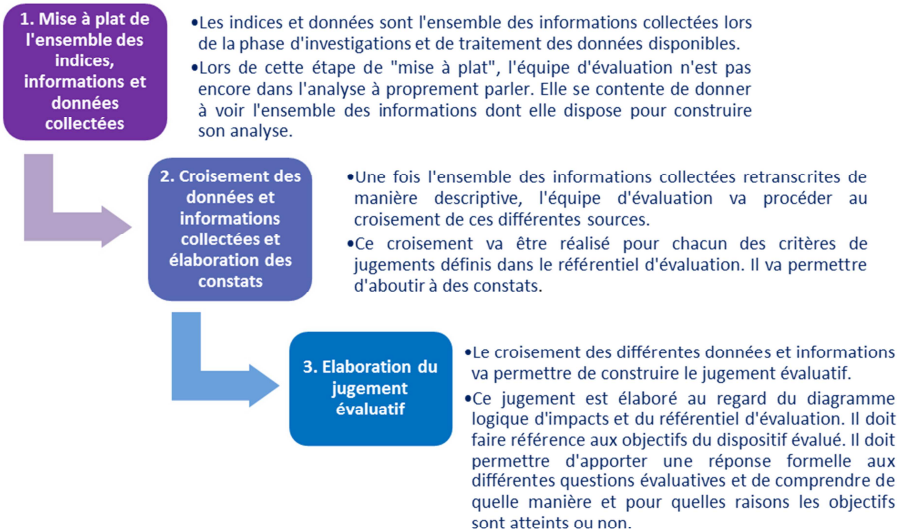 1. Mise à plat de
l'ensemble des
indices,
informations et
données
collectées
•Les indices et données sont l'ensemble des informations collectées lors
de la phase d'investigations et de traitement des données disponibles.
•Lors de cette étape de "mise à plat", l'équipe d'évaluation n'est pas
encore dans l'analyse à proprement parler. Elle se contente de donner
à voir l'ensemble des informations dont elle dispose pour construire
son analyse.
2. Croisement des
données et
informations
collectées et
élaboration des
constats
•Une fois l'ensemble des informations collectées retranscrites de
manière descriptive, l'équipe d'évaluation va procéder au
croisement de ces différentes sources.
•Ce croisement va être réalisé pour chacun des critères de
jugements définis dans le référentiel d'évaluation. Il va permettre
d'aboutir à des constats.
3. Elaboration du
jugement
évaluatif
•Le croisement des différentes données et informations
va permettre de construire le jugement évaluatif.
•Ce jugement est élaboré au regard du diagramme
logique d'impacts et du référentiel d'évaluation. Il doit
faire référence aux objectifs du dispositif évalué. Il doit
permettre d'apporter une réponse formelle aux
différentes questions évaluatives et de comprendre de
quelle manière et pour quelles raisons les objectifs
sont atteints ou non.